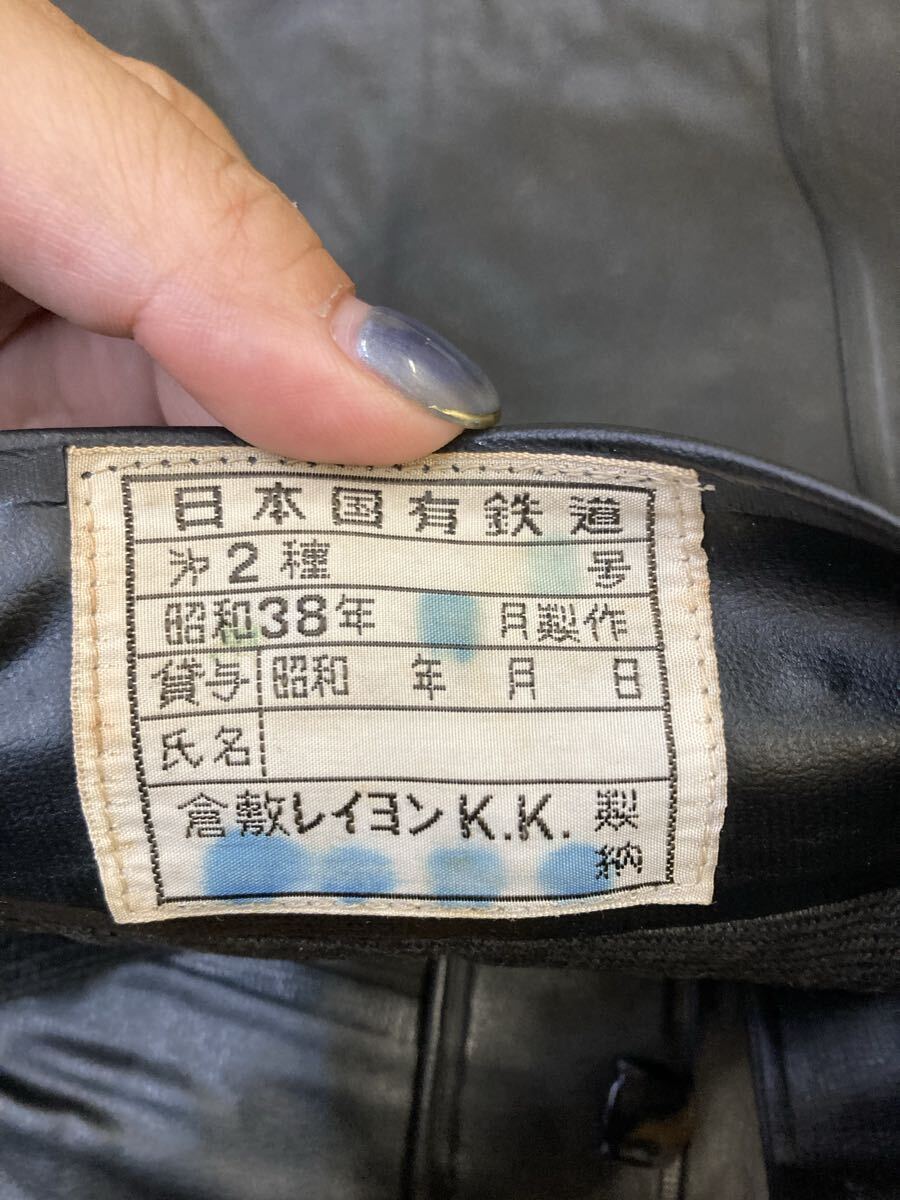 日本国有鉄道
㐧2種 号
昭和38年 月製作
貸与 昭和 年 月 日
氏名
倉敷レイヨンK.K. 製
納